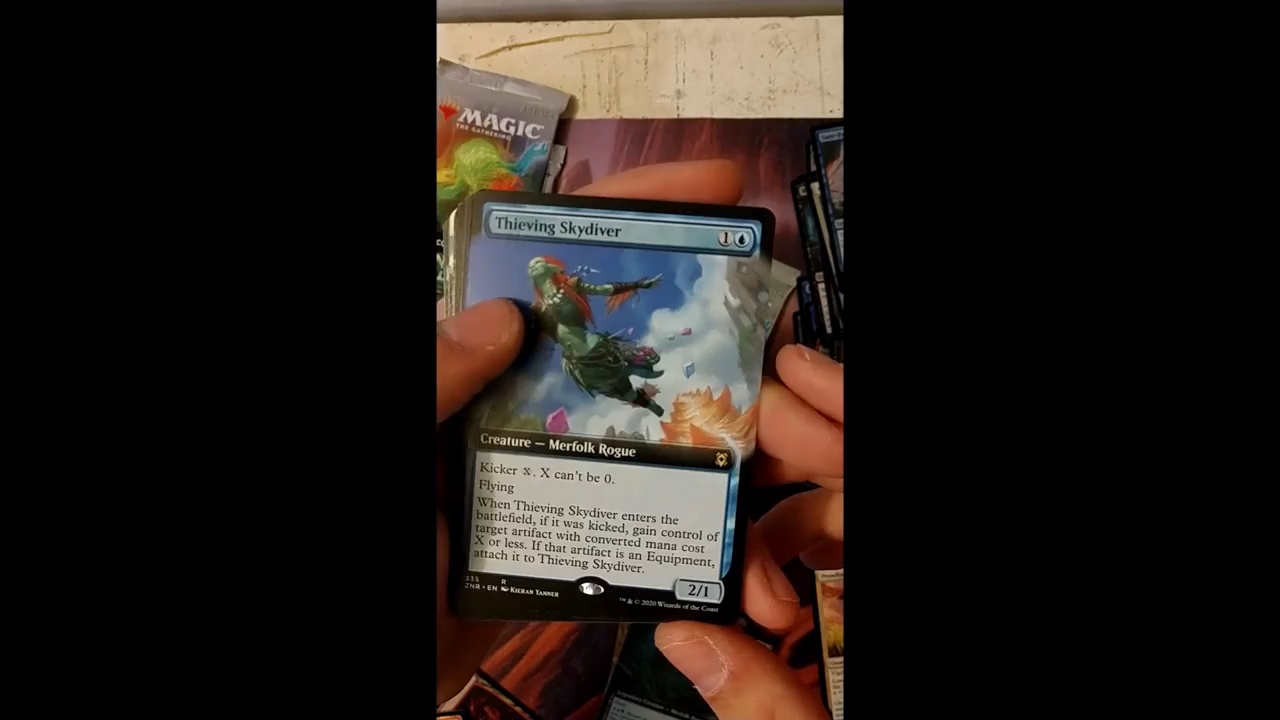 MAGIC
THE GATHERING
Thieving Skydiver
1
Creature — Merfolk Rogue
Kicker X. X can't be 0.
Flying
When Thieving Skydiver enters the
battlefield, if it was kicked, gain control of
target artifact with converted mana cost
X or less. If that artifact is an Equipment,
attach it to Thieving Skydiver.
2/1
335 R
ZNR • EN KIERAN YANNER
™ & © 2020 Wizards of the Coast